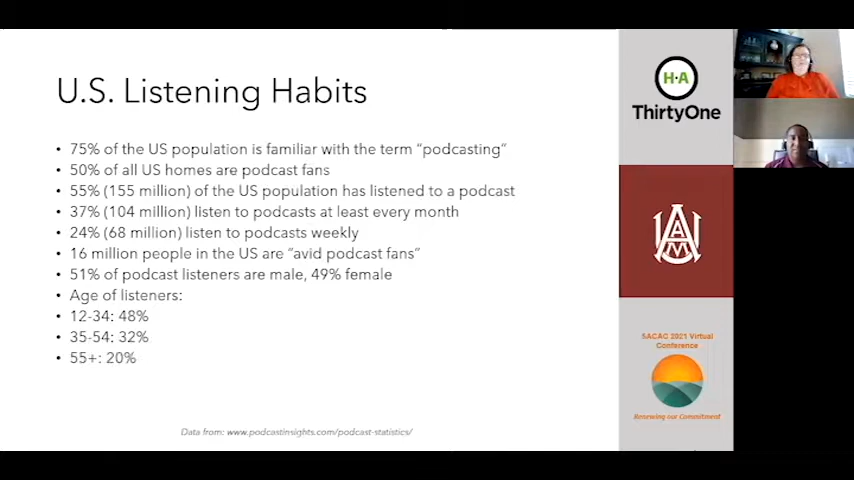 U.S. Listening Habits
• 75% of the US population is familiar with the term “podcasting”
• 50% of all US homes are podcast fans
• 55% (155 million) of the US population has listened to a podcast
• 37% (104 million) listen to podcasts at least every month
• 24% (68 million) listen to podcasts weekly
• 16 million people in the US are “avid podcast fans”
• 51% of podcast listeners are male, 49% female
• Age of listeners:
• 12-34: 48%
• 35-54: 32%
• 55+: 20%
Data from: www.podcastinsights.com/podcast-statistics/
H·A
ThirtyOne
AAMU
SACAC 2021 Virtual
Conference
Renewing our Commitment